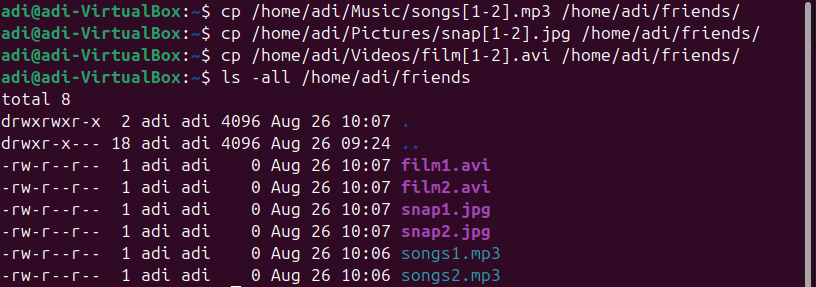 adi@adi-VirtualBox:~$ cp /home/adi/Music/songs[1-2].mp3 /home/adi/friends/
adi@adi-VirtualBox:~$ cp /home/adi/Pictures/snap[1-2].jpg /home/adi/friends/
adi@adi-VirtualBox:~$ cp /home/adi/Videos/film[1-2].avi /home/adi/friends/
adi@adi-VirtualBox:~$ ls -all /home/adi/friends
total 8
drwxrwxr-x  2 adi adi 4096 Aug 26 10:07 .
drwxr-x--- 18 adi adi 4096 Aug 26 09:24 ..
-rw-r--r--  1 adi adi    0 Aug 26 10:07 film1.avi
-rw-r--r--  1 adi adi    0 Aug 26 10:07 film2.avi
-rw-r--r--  1 adi adi    0 Aug 26 10:07 snap1.jpg
-rw-r--r--  1 adi adi    0 Aug 26 10:07 snap2.jpg
-rw-r--r--  1 adi adi    0 Aug 26 10:06 songs1.mp3
-rw-r--r--  1 adi adi    0 Aug 26 10:06 songs2.mp3